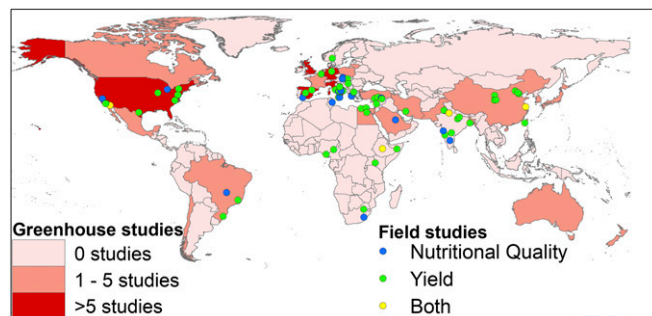 Greenhouse studies
0 studies
1 - 5 studies
>5 studies
Field studies
Nutritional Quality
Yield
Both